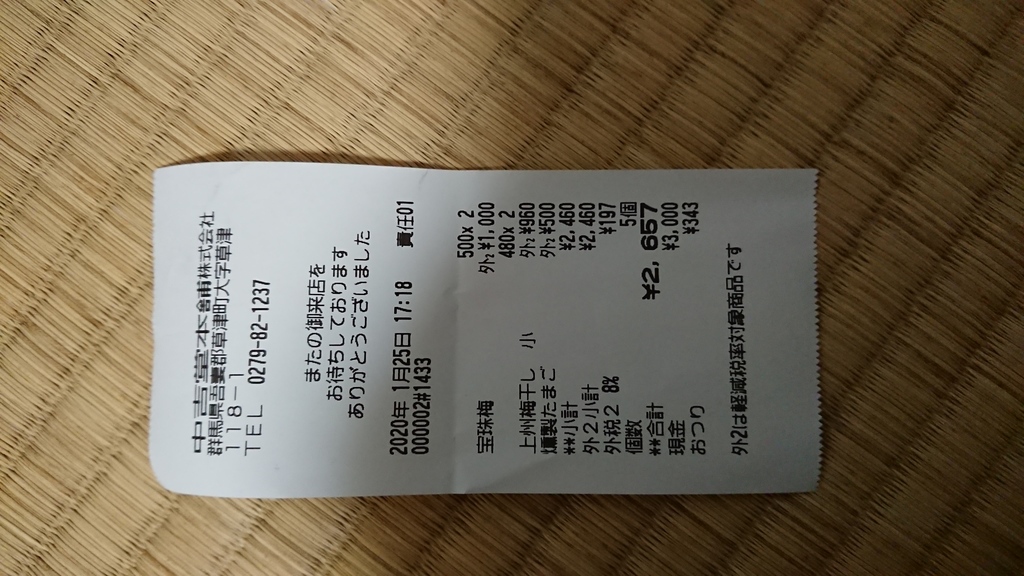 中吉堂本舗株式会社
群馬県吾妻郡草津町大字草津
118-1
TEL 0279-82-1237
またの御来店を
お待ちしております
ありがとうございました
2020年 1月25日 17:18 責任01
000002#1433
500x 2
宝珠梅 外2 ¥1,000
480x 2
上州梅干し 小 外2 ¥960
燻製たまご 外2 ¥500
**小計 ¥2,460
外2小計 ¥2,460
外税2 8% ¥197
個数 5個
**合計 ¥2,657
現金 ¥3,000
おつり ¥343
外2は軽減税率対象商品です